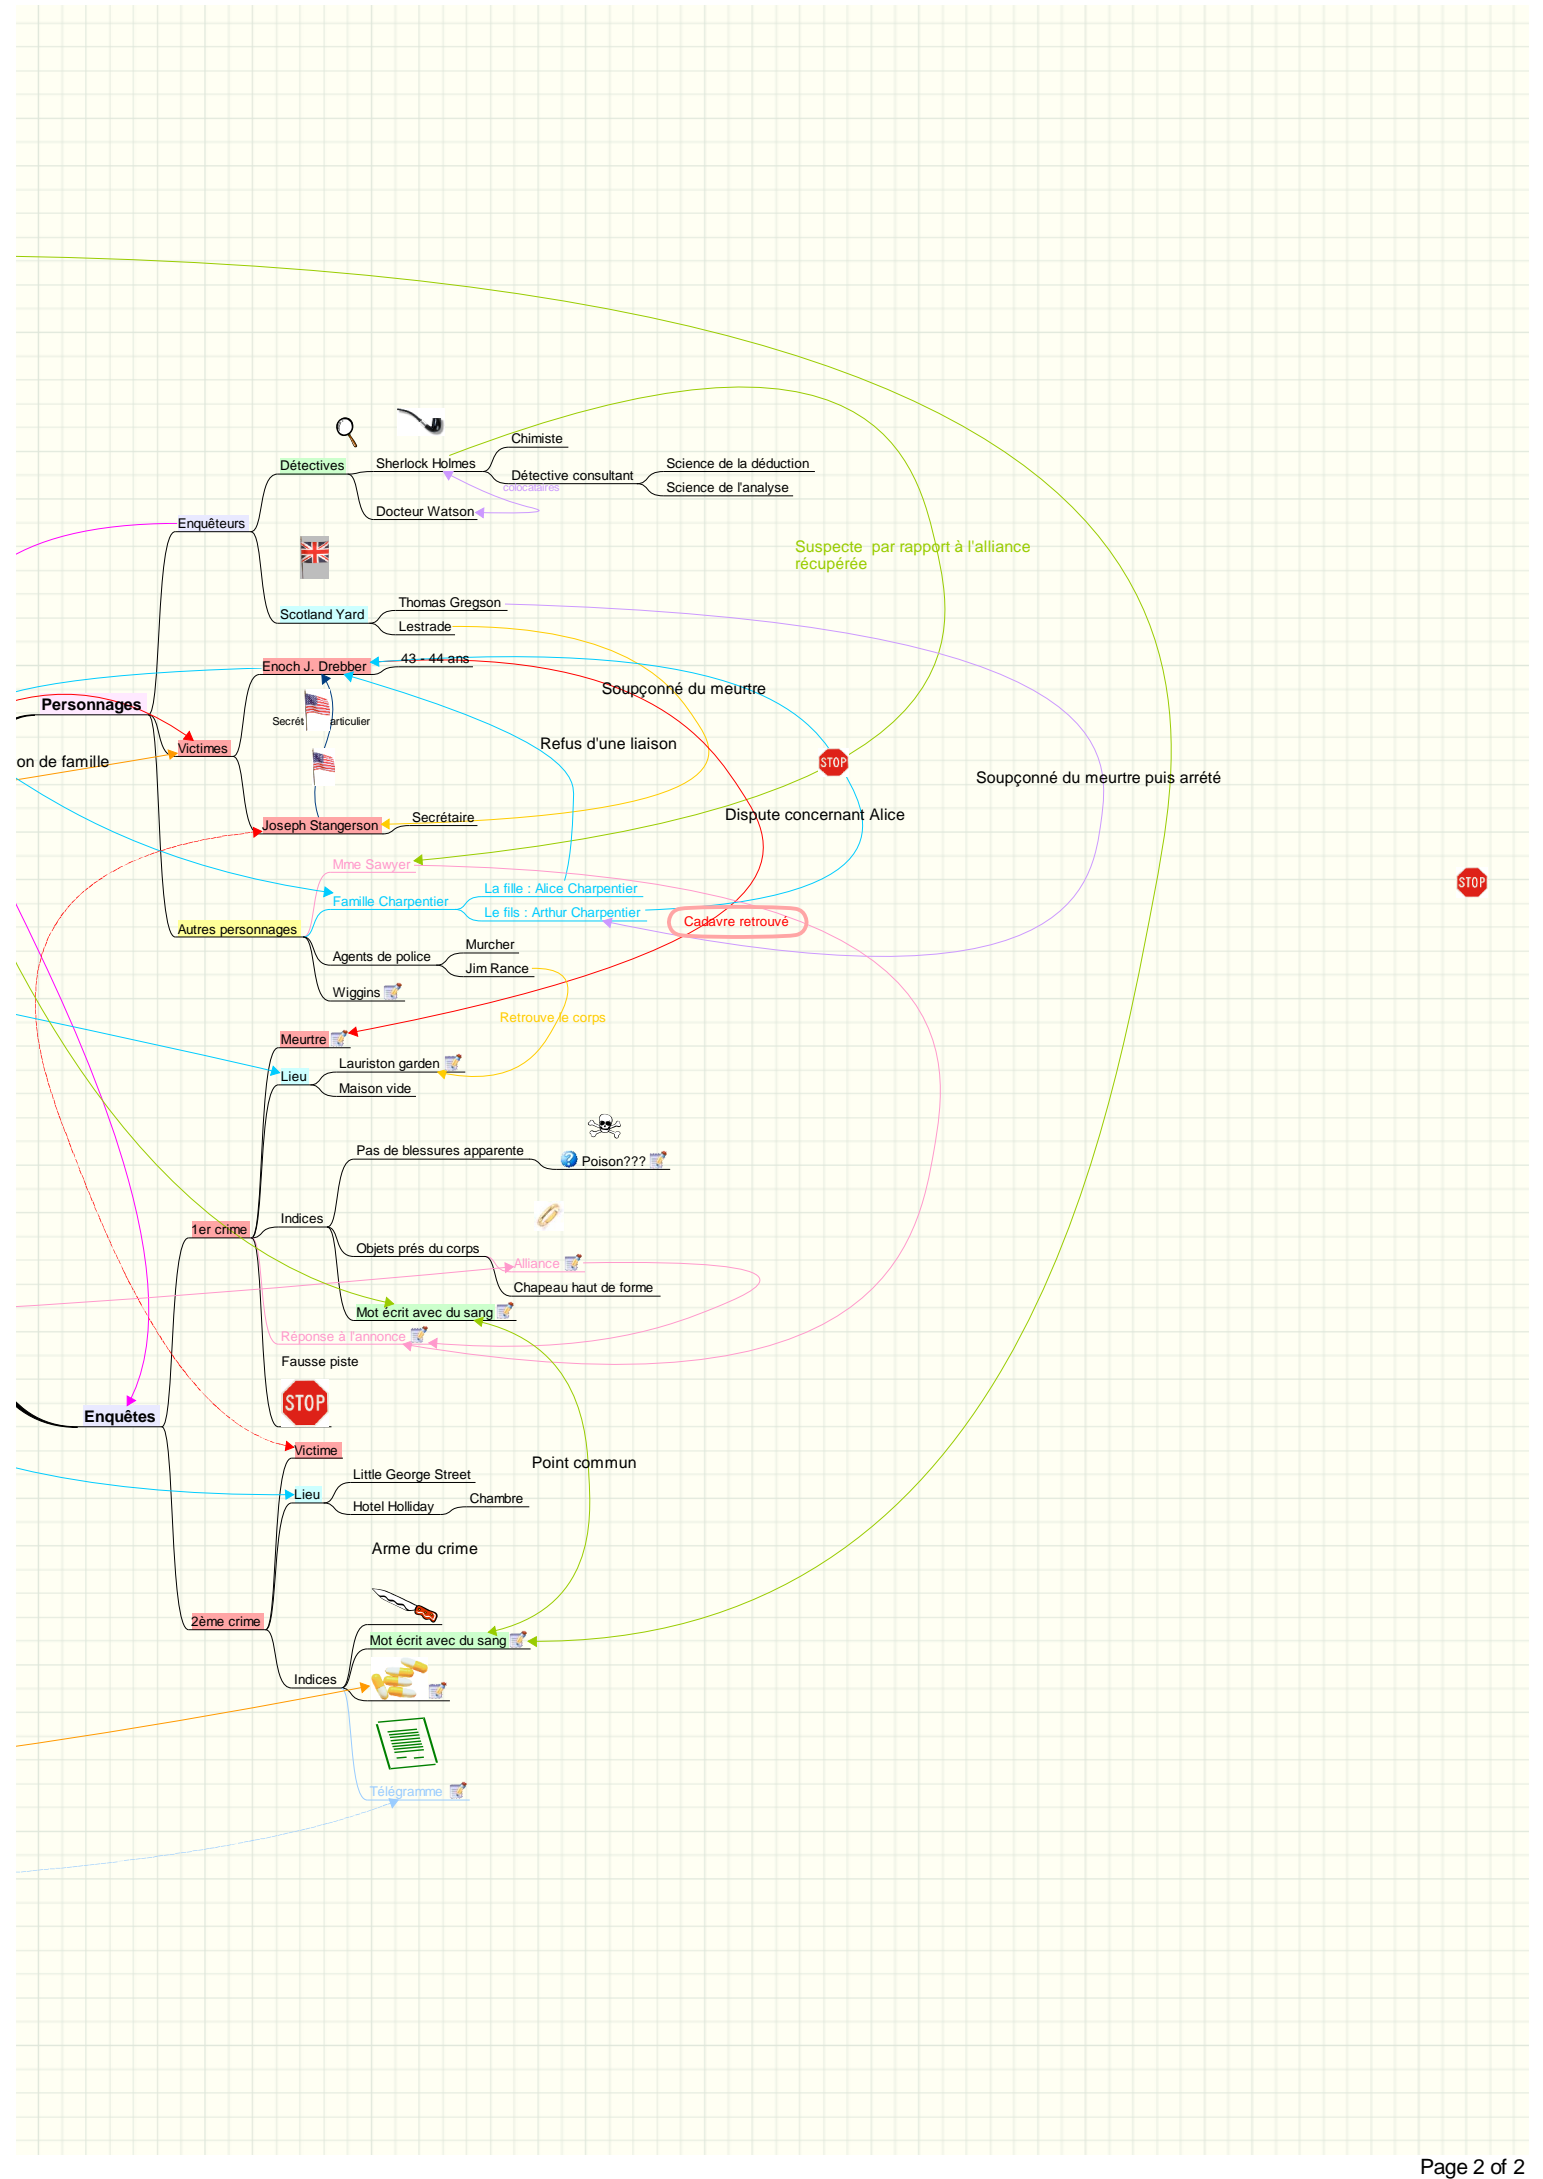 Chimiste
Sherlock Holmes
Détectives
Science de la déduction
Détective consultant
Science de l'analyse
colocataires
Docteur Watson
Enquêteurs
Suspecte par rapport à l'alliance
récupérée
Thomas Gregson
Scotland Yard
Lestrade
43 - 44 ans
Enoch J. Drebber
Soupçonné du meurtre
Personnages
Secrét articulier
Victimes
Refus d'une liaison
on de famille
STOP
Soupçonné du meurtre puis arrété
Secrétaire
Dispute concernant Alice
Joseph Stangerson
Mme Sawyer
STOP
La fille : Alice Charpentier
Famille Charpentier
Le fils : Arthur Charpentier
Cadavre retrouvé
Autres personnages
Murcher
Agents de police
Jim Rance
Wiggins
Retrouve le corps
Meurtre
Lauriston garden
Lieu
Maison vide
Pas de blessures apparente
Poison???
Indices
1er crime
Objets prés du corps
Alliance
Chapeau haut de forme
Mot écrit avec du sang
Réponse à l'annonce
Fausse piste
STOP
Enquêtes
Victime
Point commun
Little George Street
Lieu
Chambre
Hotel Holliday
Arme du crime
2ème crime
Mot écrit avec du sang
Indices
Télégramme
Page 2 of 2